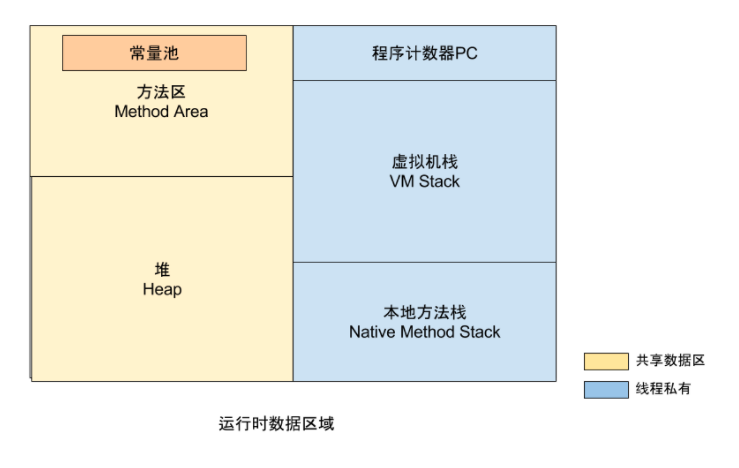 常量池
方法区
Method Area
程序计数器PC
虚拟机栈
VM Stack
堆
Heap
本地方法栈
Native Method Stack
共享数据区
线程私有
运行时数据区域